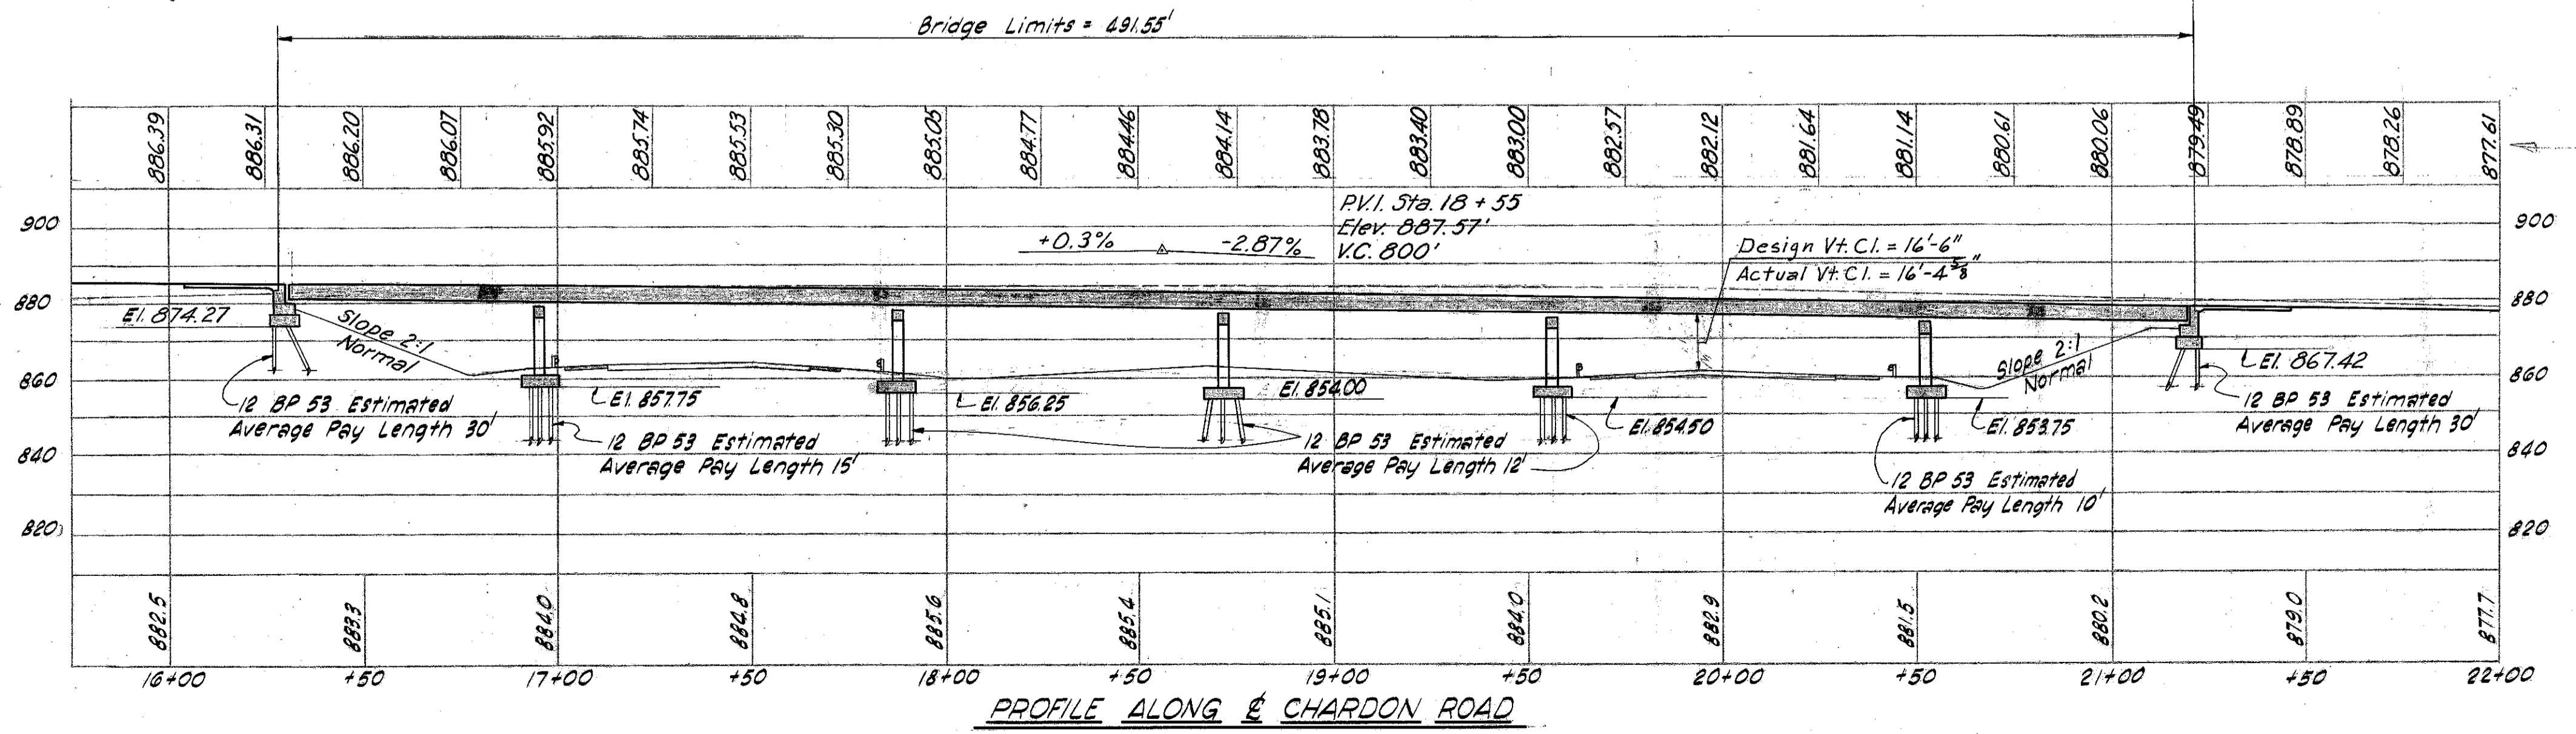 Bridge Limits = 491.55'
886.39 886.31 886.20 886.07 885.92 885.74 885.53 885.30 885.05 884.77 884.46 884.14 883.78 883.40 883.00 882.57 882.12 881.64 881.14 880.61 880.06 879.49 878.89 878.26 877.61
P.V.I. Sta. 18 + 55
Elev. 887.57'
V.C. 800'
+0.3% -2.87%
Design Vt. Cl. = 16'-6"
Actual Vt. Cl. = 16'-4 5/8"
900 900
880 880
860 860
840 840
820 820
El. 874.27
Slope 2:1
Normal
12 BP 53 Estimated
Average Pay Length 30'
El. 857.75
12 BP 53 Estimated
Average Pay Length 15'
El. 856.25
El. 854.00
12 BP 53 Estimated
Average Pay Length 12'
El. 854.50
El. 853.75
12 BP 53 Estimated
Average Pay Length 10'
Slope 2:1
Normal
El. 867.42
12 BP 53 Estimated
Average Pay Length 30'
882.5 883.3 884.0 884.8 885.6 885.4 885.1 884.0 882.9 881.5 880.2 879.0 877.7
16+00 +50 17+00 +50 18+00 +50 19+00 +50 20+00 +50 21+00 +50 22+00
PROFILE ALONG ℄ CHARDON ROAD